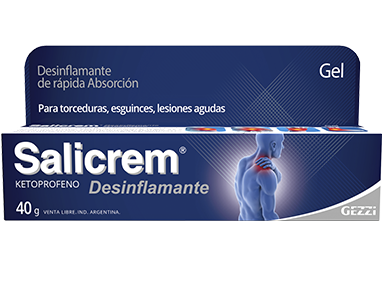 Desinflamante
de rápida Absorción
Gel
Para torceduras, esguinces, lesiones agudas
Salicrem
Salicrem®
KETOPROFENO Desinflamante
40 g VENTA LIBRE. IND. ARGENTINA.
GEZZI